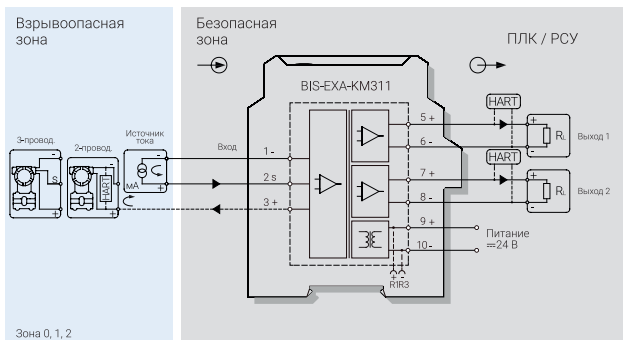 Взрывоопасная
зона
Безопасная
зона
ПЛК / РСУ
BIS-EXA-KM311
HART
5 +
+
RL
Выход 1
6 -
-
HART
7 +
+
RL
Выход 2
8 -
-
9 +
Питание
⎓24 В
10 -
+ -
R1R3
Вход
1 -
2 s
3 +
3-провод.
-
S
+
2-провод.
-
HART
+
Источник
тока
-
мА
+
Зона 0, 1, 2